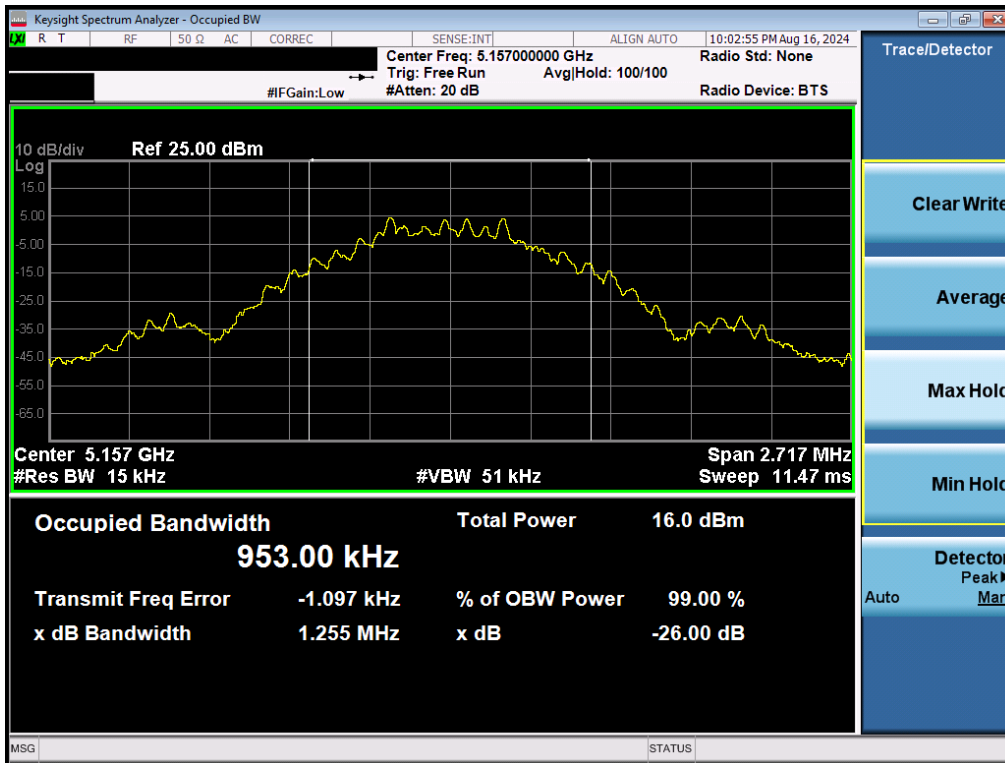 Keysight Spectrum Analyzer - Occupied BW
LXI R T RF 50 Ω AC CORREC SENSE:INT ALIGN AUTO 10:02:55 PM Aug 16, 2024
Center Freq: 5.157000000 GHz Radio Std: None
Trig: Free Run Avg|Hold: 100/100
#IFGain:Low #Atten: 20 dB Radio Device: BTS
10 dB/div Ref 25.00 dBm
Log
15.0
5.00
-5.00
-15.0
-25.0
-35.0
-45.0
-55.0
-65.0
Center 5.157 GHz Span 2.717 MHz
#Res BW 15 kHz #VBW 51 kHz Sweep 11.47 ms
Occupied Bandwidth Total Power 16.0 dBm
953.00 kHz
Transmit Freq Error -1.097 kHz % of OBW Power 99.00 %
x dB Bandwidth 1.255 MHz x dB -26.00 dB
MSG STATUS
Trace/Detector
Clear Write
Average
Max Hold
Min Hold
Detector
Peak
Auto Man